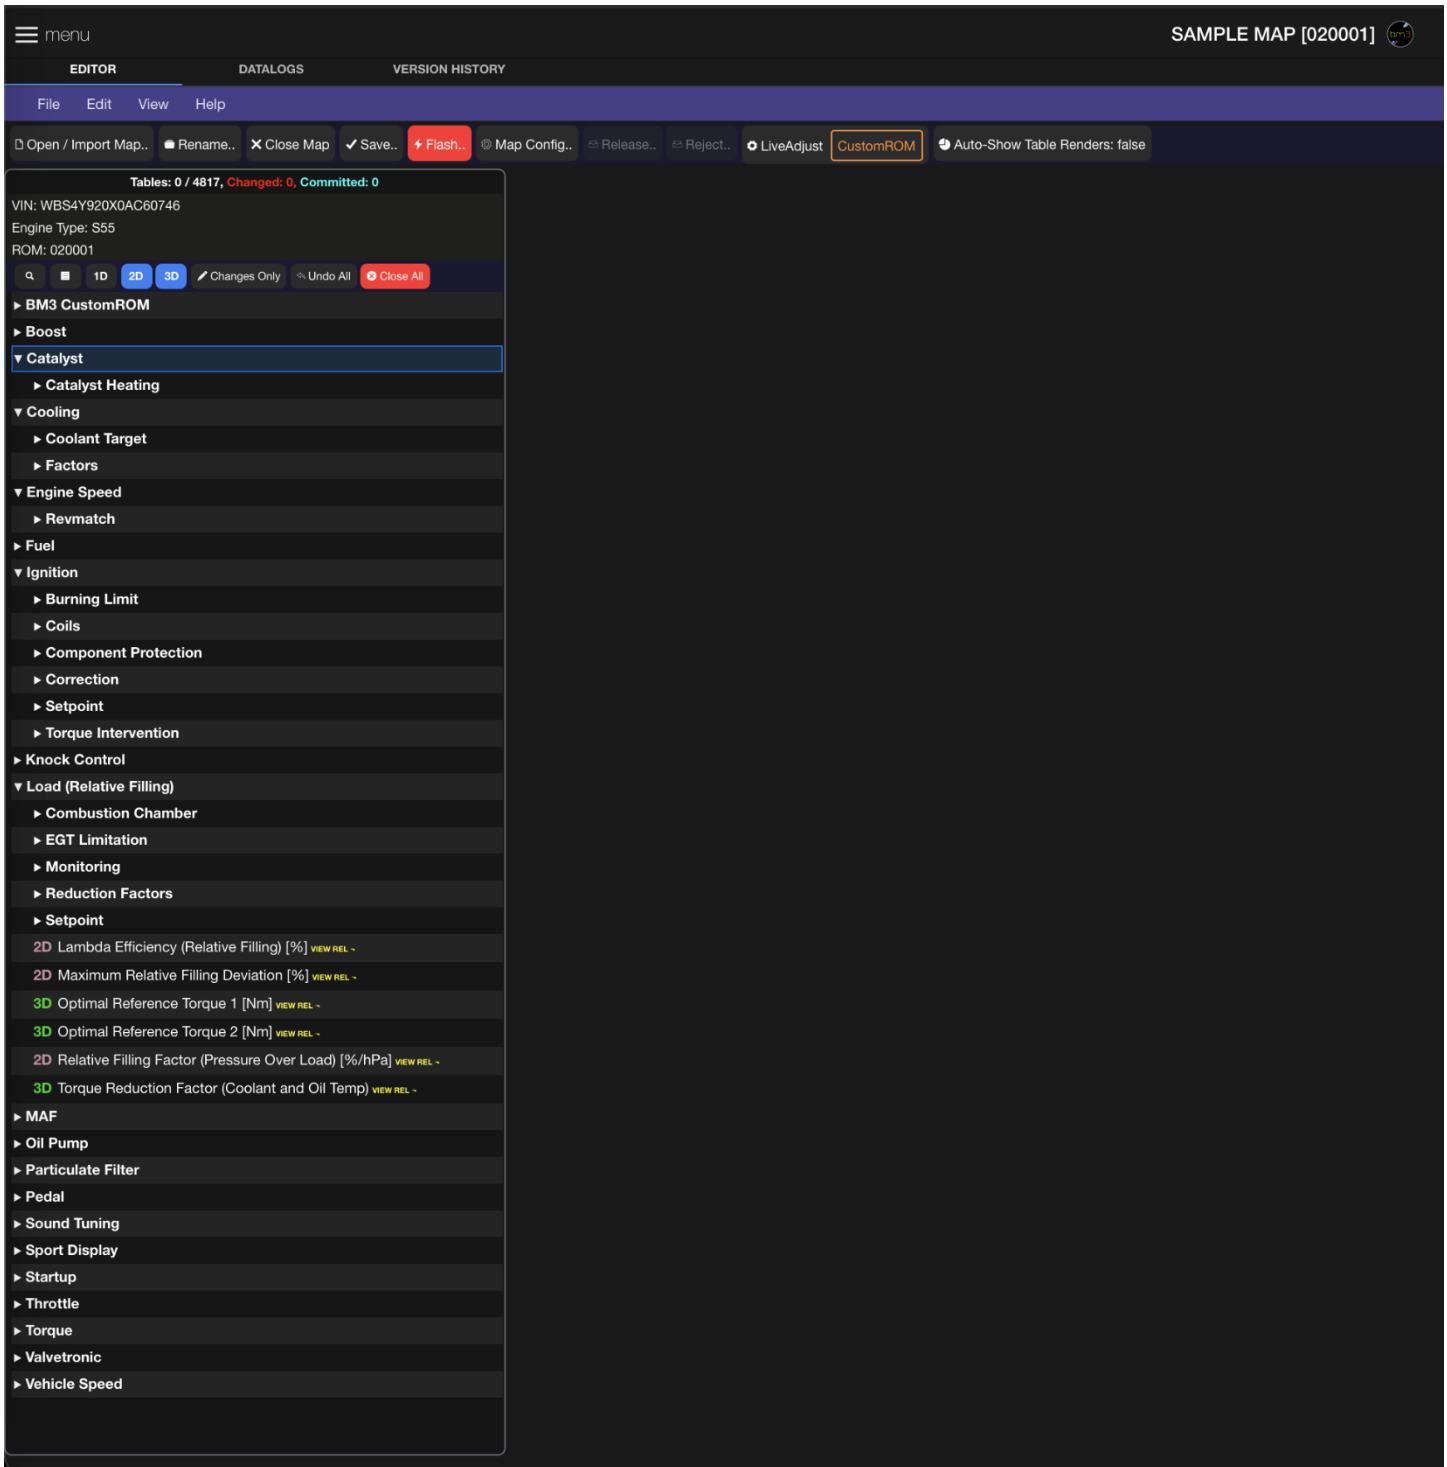 menu
SAMPLE MAP [020001] bm3
EDITOR DATALOGS VERSION HISTORY
File Edit View Help
Open / Import Map.. Rename.. Close Map Save.. Flash.. Map Config.. Release.. Reject.. LiveAdjust CustomROM Auto-Show Table Renders: false
Tables: 0 / 4817, Changed: 0, Committed: 0
VIN: WBS4Y920X0AC60746
Engine Type: S55
ROM: 020001
1D 2D 3D Changes Only Undo All Close All
BM3 CustomROM
Boost
Catalyst
Catalyst Heating
Cooling
Coolant Target
Factors
Engine Speed
Revmatch
Fuel
Ignition
Burning Limit
Coils
Component Protection
Correction
Setpoint
Torque Intervention
Knock Control
Load (Relative Filling)
Combustion Chamber
EGT Limitation
Monitoring
Reduction Factors
Setpoint
2D Lambda Efficiency (Relative Filling) [%] VIEW REL ~
2D Maximum Relative Filling Deviation [%] VIEW REL ~
3D Optimal Reference Torque 1 [Nm] VIEW REL ~
3D Optimal Reference Torque 2 [Nm] VIEW REL ~
2D Relative Filling Factor (Pressure Over Load) [%/hPa] VIEW REL ~
3D Torque Reduction Factor (Coolant and Oil Temp) VIEW REL ~
MAF
Oil Pump
Particulate Filter
Pedal
Sound Tuning
Sport Display
Startup
Throttle
Torque
Valvetronic
Vehicle Speed